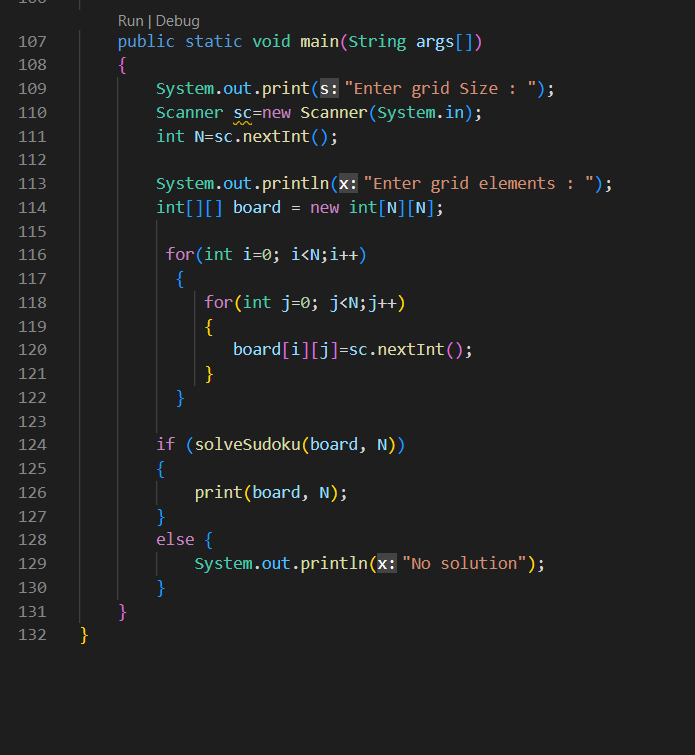 Run | Debug
107 public static void main(String args[])
108 {
109 System.out.print(s: "Enter grid Size : ");
110 Scanner sc=new Scanner(System.in);
111 int N=sc.nextInt();
112
113 System.out.println(x: "Enter grid elements : ");
114 int[][] board = new int[N][N];
115
116 for(int i=0; i<N;i++)
117 {
118 for(int j=0; j<N;j++)
119 {
120 board[i][j]=sc.nextInt();
121 }
122 }
123
124 if (solveSudoku(board, N))
125 {
126 print(board, N);
127 }
128 else {
129 System.out.println(x: "No solution");
130 }
131 }
132 }